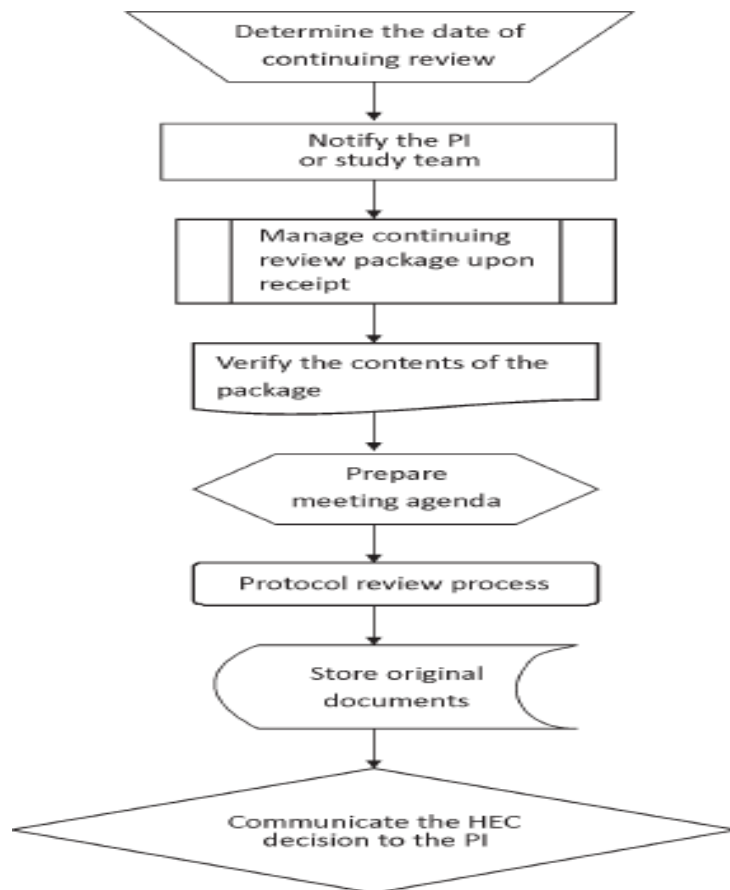 Determine the date of
continuing review
Notify the PI
or study team
Manage continuing
review package upon
receipt
Verify the contents of the
package
Prepare
meeting agenda
Protocol review process
Store original
documents
Communicate the HEC
decision to the PI